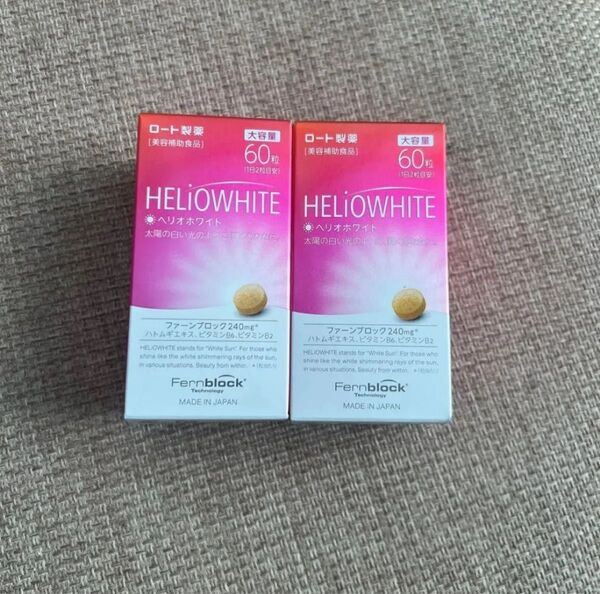 ロート製薬
[美容補助食品]
大容量
60粒
(1日2粒目安)
HELiOWHITE
ヘリオホワイト
太陽の白い光の
ファーンブロック240mg*
ハトムギエキス、ビタミンB6、ビタミンB2
HELIOWHITE stands for "White Sun". For those who
shine like the white shimmering rays of the sun,
in various situations. Beauty from within.
Fernblock
Technology
MADE IN JAPAN
ロート製薬
[美容補助食品]
大容量
60粒
(1日2粒目安)
HELiOWHITE
ヘリオホワイト
太陽の白い光の
ファーンブロック240mg*
ハトムギエキス、ビタミンB6、ビタミンB2
HELIOWHITE stands for "White Sun". For those who
shine like the white shimmering rays of the sun,
in various situations. Beauty from within.
Fernblock
Technology
MADE IN JAPAN